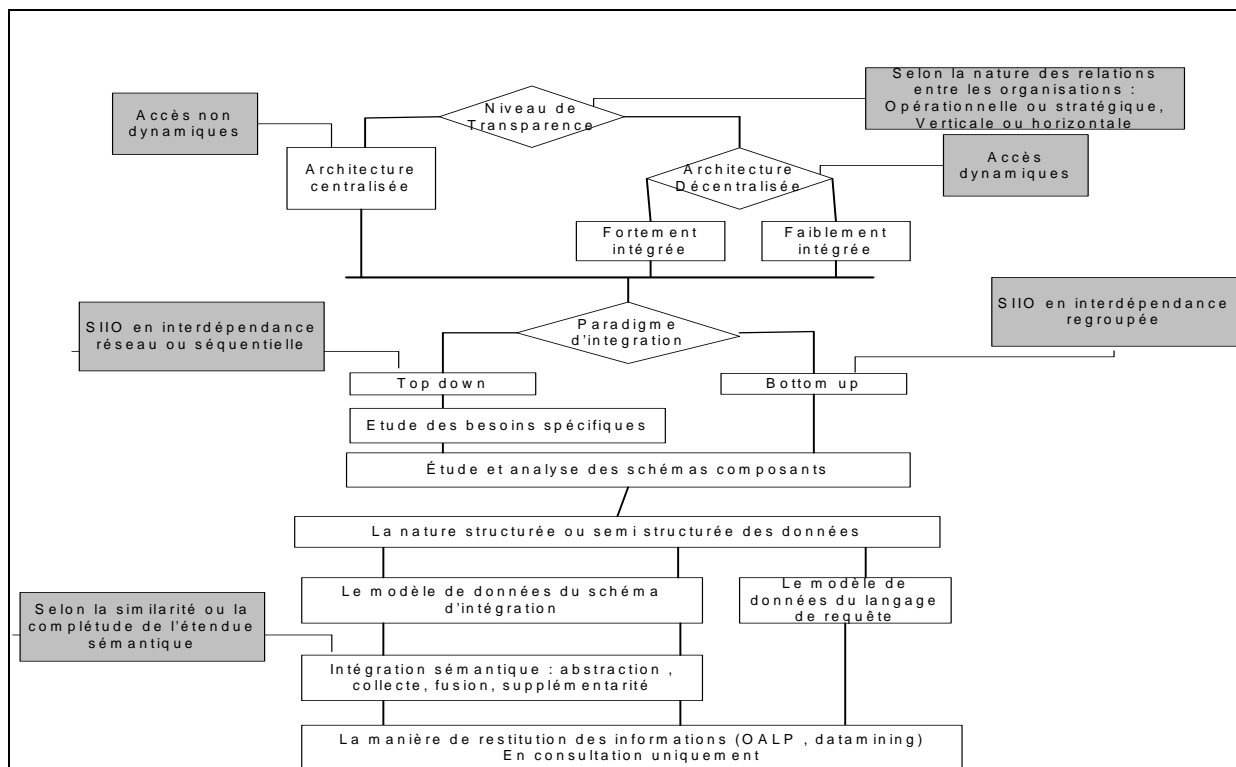 Selon la nature des relations
entre les organisations :
Opérationnelle ou stratégique,
Verticale ou horizontale
Accès non
dynamiques
Niveau de
Transparence
Architecture
centralisée
Architecture
Décentralisée
Accès
dynamiques
Fortement
intégrée
Faiblement
intégrée
SIIO en interdépendance
regroupée
SIIO en interdépendance
réseau ou séquentielle
Paradigme
d'integration
Top down
Bottom up
Etude des besoins spécifiques
Étude et analyse des schémas composants
La nature structurée ou semi structurée des données
Le modèle de données du schéma
d'intégration
Le modèle de
données du langage
de requête
Selon la similarité ou la
complétude de l'étendue
sémantique
Intégration sémantique : abstraction ,
collecte, fusion, supplémentarité
La manière de restitution des informations (OALP , datamining)
En consultation uniquement